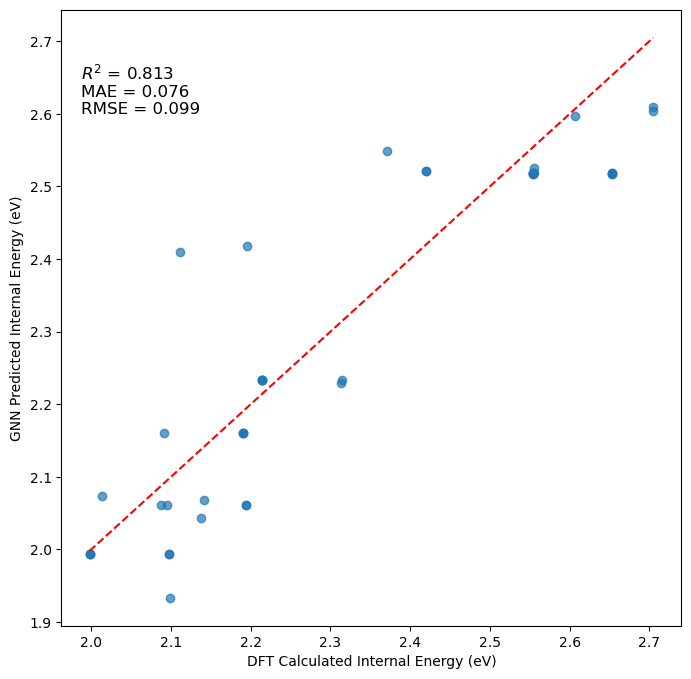 R² = 0.813
MAE = 0.076
RMSE = 0.099
GNN Predicted Internal Energy (eV)
2.7
2.6
2.5
2.4
2.3
2.2
2.1
2.0
1.9
2.0 2.1 2.2 2.3 2.4 2.5 2.6 2.7
DFT Calculated Internal Energy (eV)